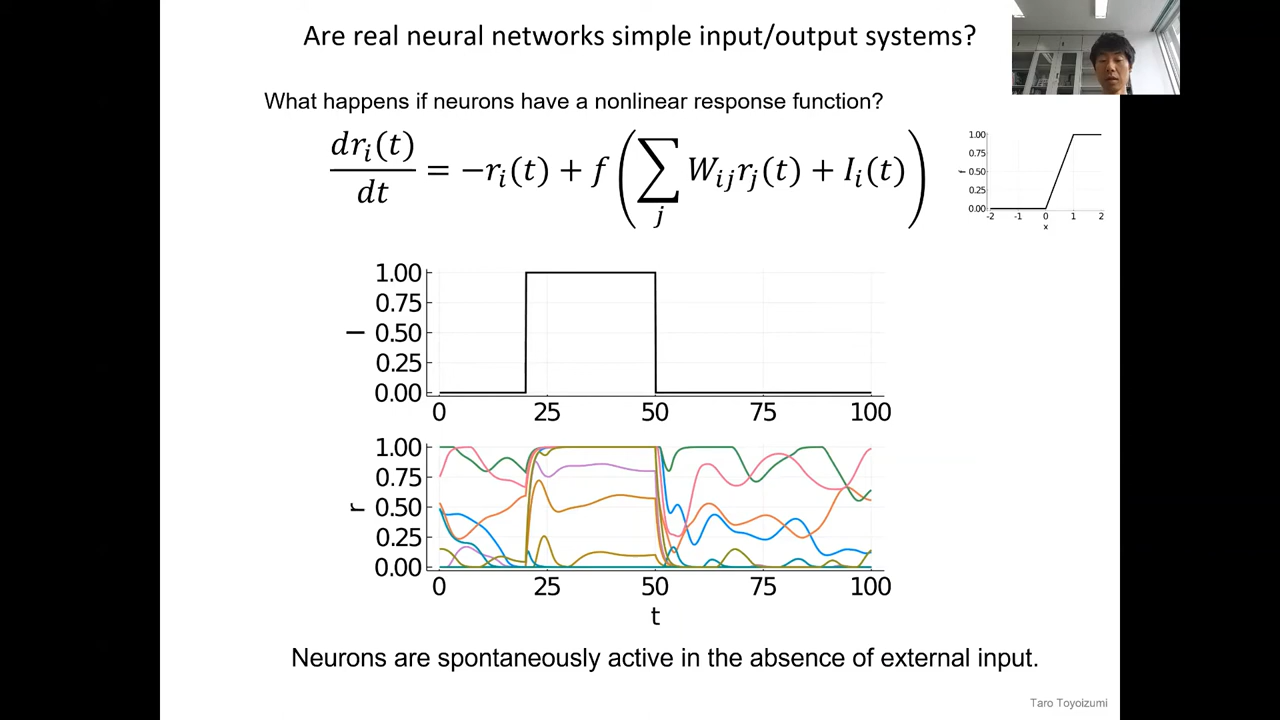 Are real neural networks simple input/output systems?
What happens if neurons have a nonlinear response function?
dr_i(t)/dt = −r_i(t) + f(∑_j W_ij r_j(t) + I_i(t))
1.00
0.75
0.50
0.25
0.00
f
-2 -1 0 1 2
x
1.00
0.75
0.50
0.25
0.00
I
0 25 50 75 100
1.00
0.75
0.50
0.25
0.00
r
0 25 50 75 100
t
Neurons are spontaneously active in the absence of external input.
Taro Toyoizumi